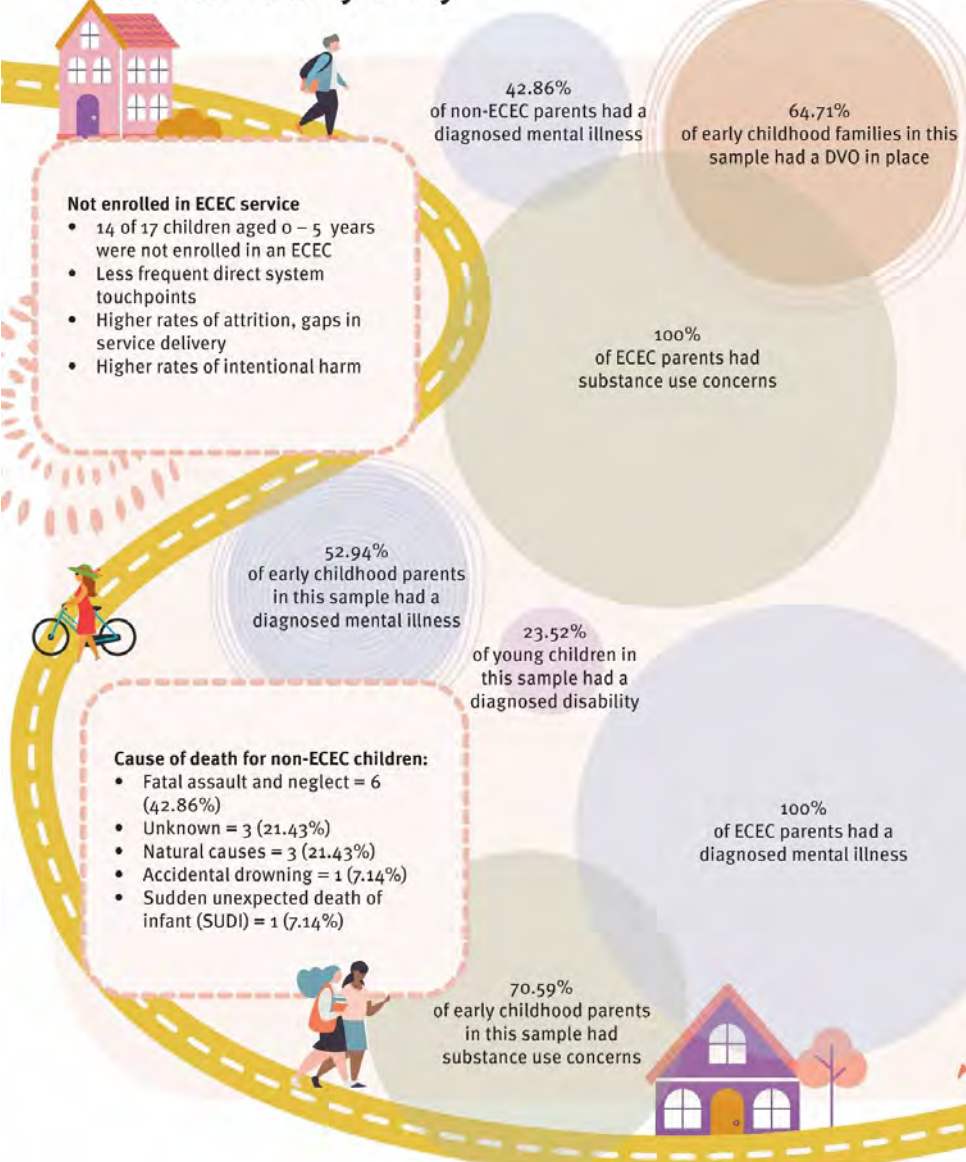 42.86%
of non-ECEC parents had a
diagnosed mental illness
64.71%
of early childhood families in this
sample had a DVO in place
Not enrolled in ECEC service
• 14 of 17 children aged 0 – 5 years
were not enrolled in an ECEC
• Less frequent direct system
touchpoints
• Higher rates of attrition, gaps in
service delivery
• Higher rates of intentional harm
100%
of ECEC parents had
substance use concerns
52.94%
of early childhood parents
in this sample had a
diagnosed mental illness
23.52%
of young children in
this sample had a
diagnosed disability
Cause of death for non-ECEC children:
• Fatal assault and neglect = 6
(42.86%)
• Unknown = 3 (21.43%)
• Natural causes = 3 (21.43%)
• Accidental drowning = 1 (7.14%)
• Sudden unexpected death of
infant (SUDI) = 1 (7.14%)
100%
of ECEC parents had a
diagnosed mental illness
70.59%
of early childhood parents
in this sample had
substance use concerns